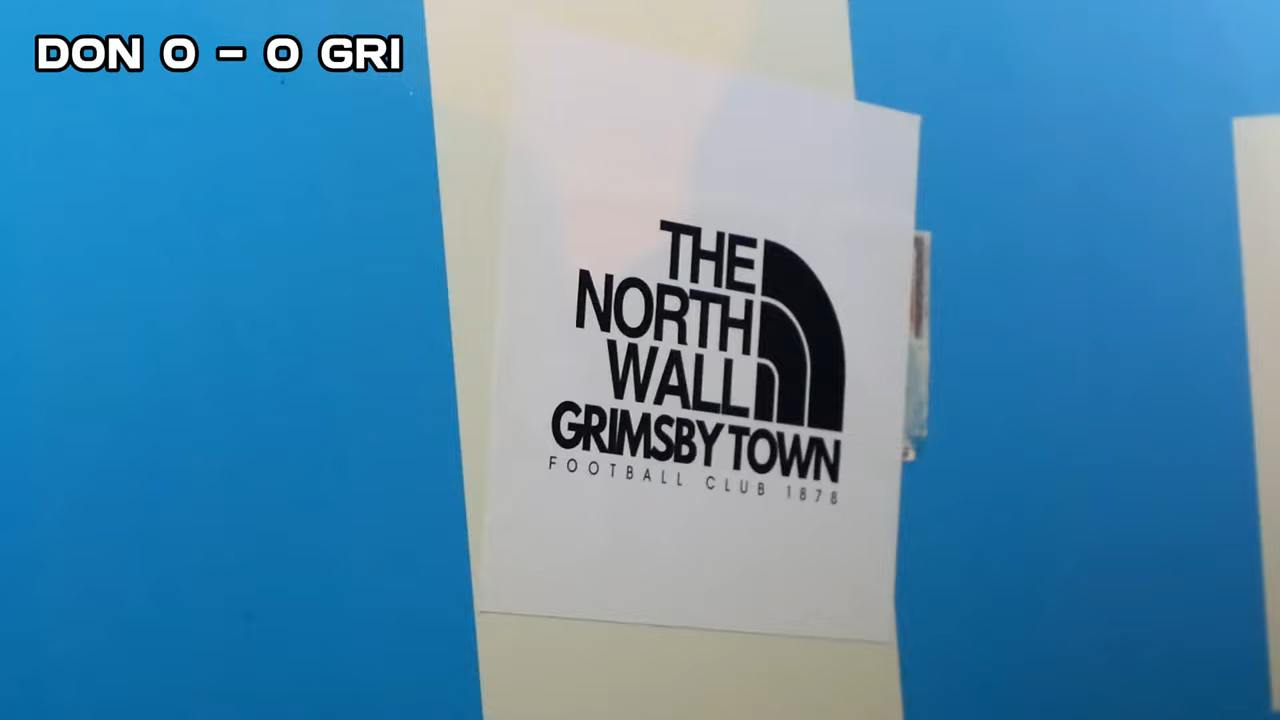 DON 0 - 0 GRI
THE
NORTH
WALL
GRIMSBY TOWN
FOOTBALL CLUB 1878